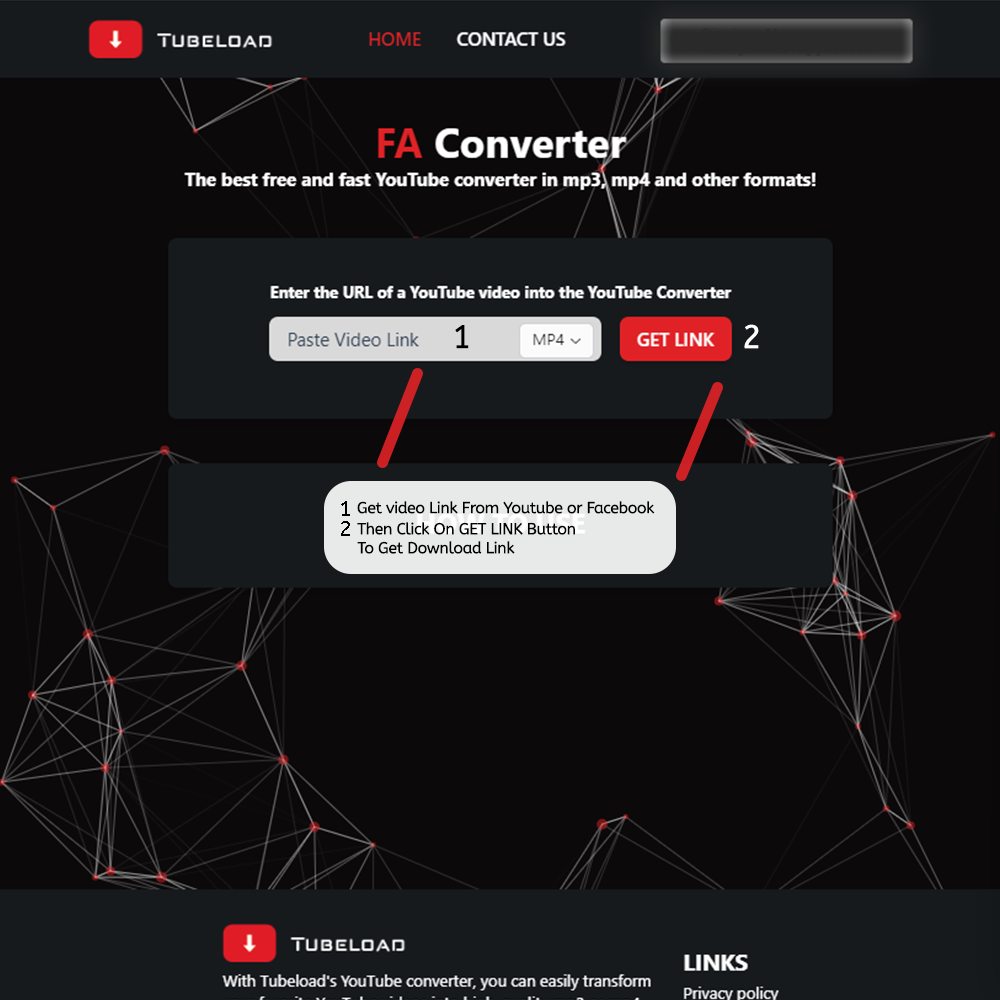 TUBELOAD
HOME
CONTACT US
FA Converter
The best free and fast YouTube converter in mp3, mp4 and other formats!
Enter the URL of a YouTube video into the YouTube Converter
Paste Video Link
1
MP4
GET LINK
2
1 Get video Link From Youtube or Facebook
2 Then Click On GET LINK Button
To Get Download Link
TUBELOAD
With Tubeload's YouTube converter, you can easily transform
LINKS
Privacy policy